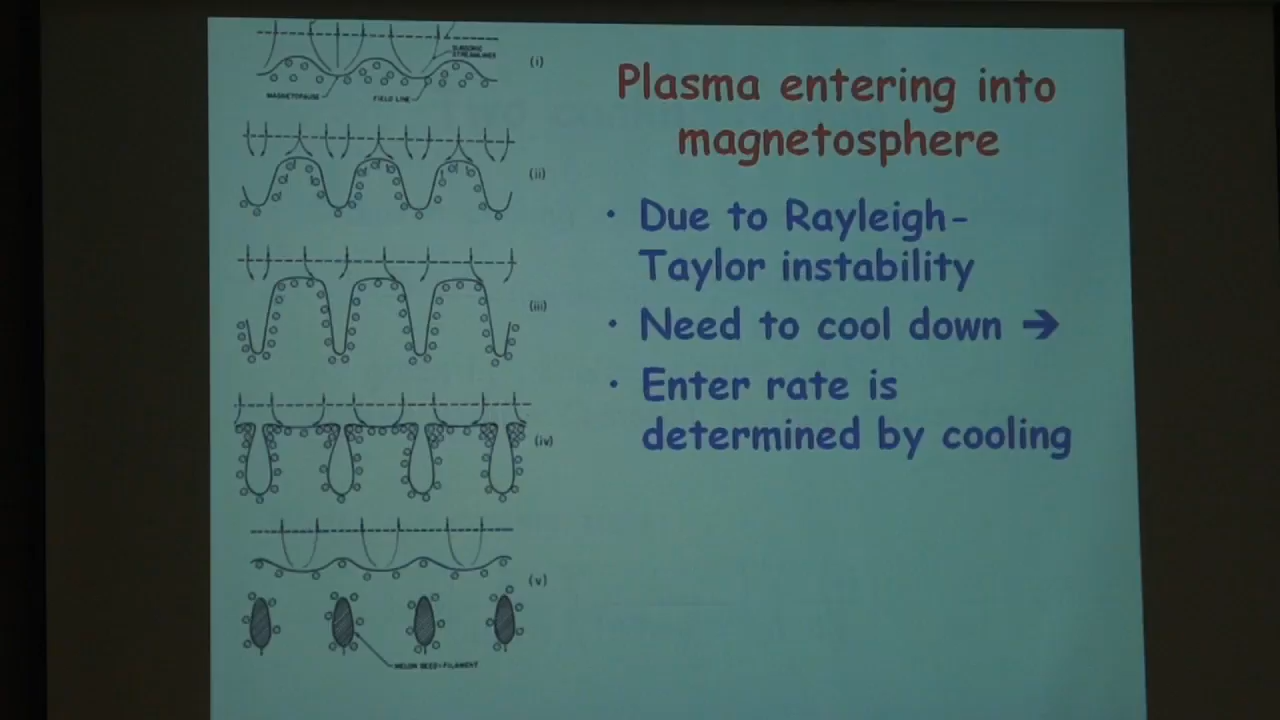 SUBSONIC
STREAMLINES
(i)
MAGNETOPAUSE
FIELD LINE
(ii)
(iii)
(iv)
(v)
MELON SEED-FILAMENT
Plasma entering into
magnetosphere
• Due to Rayleigh-
Taylor instability
• Need to cool down ➔
• Enter rate is
determined by cooling